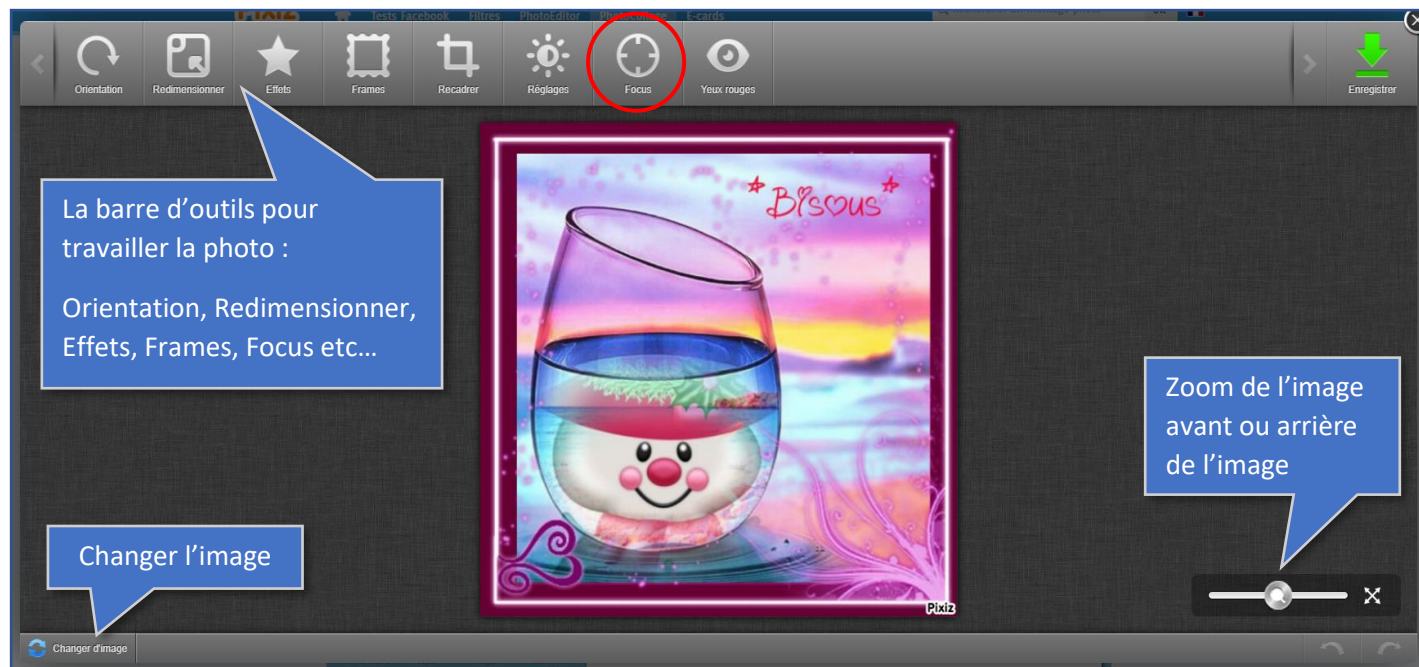 Pixiz Tests Facebook Filtres PhotoEditor E-cards
Orientation Redimensionner Effets Frames Recadrer Réglages Focus Yeux rouges Enregistrer
La barre d’outils pour
travailler la photo :
Orientation, Redimensionner,
Effets, Frames, Focus etc…
Bisous
Zoom de l’image
avant ou arrière
de l’image
Changer l’image
Pixiz
Changer d'image